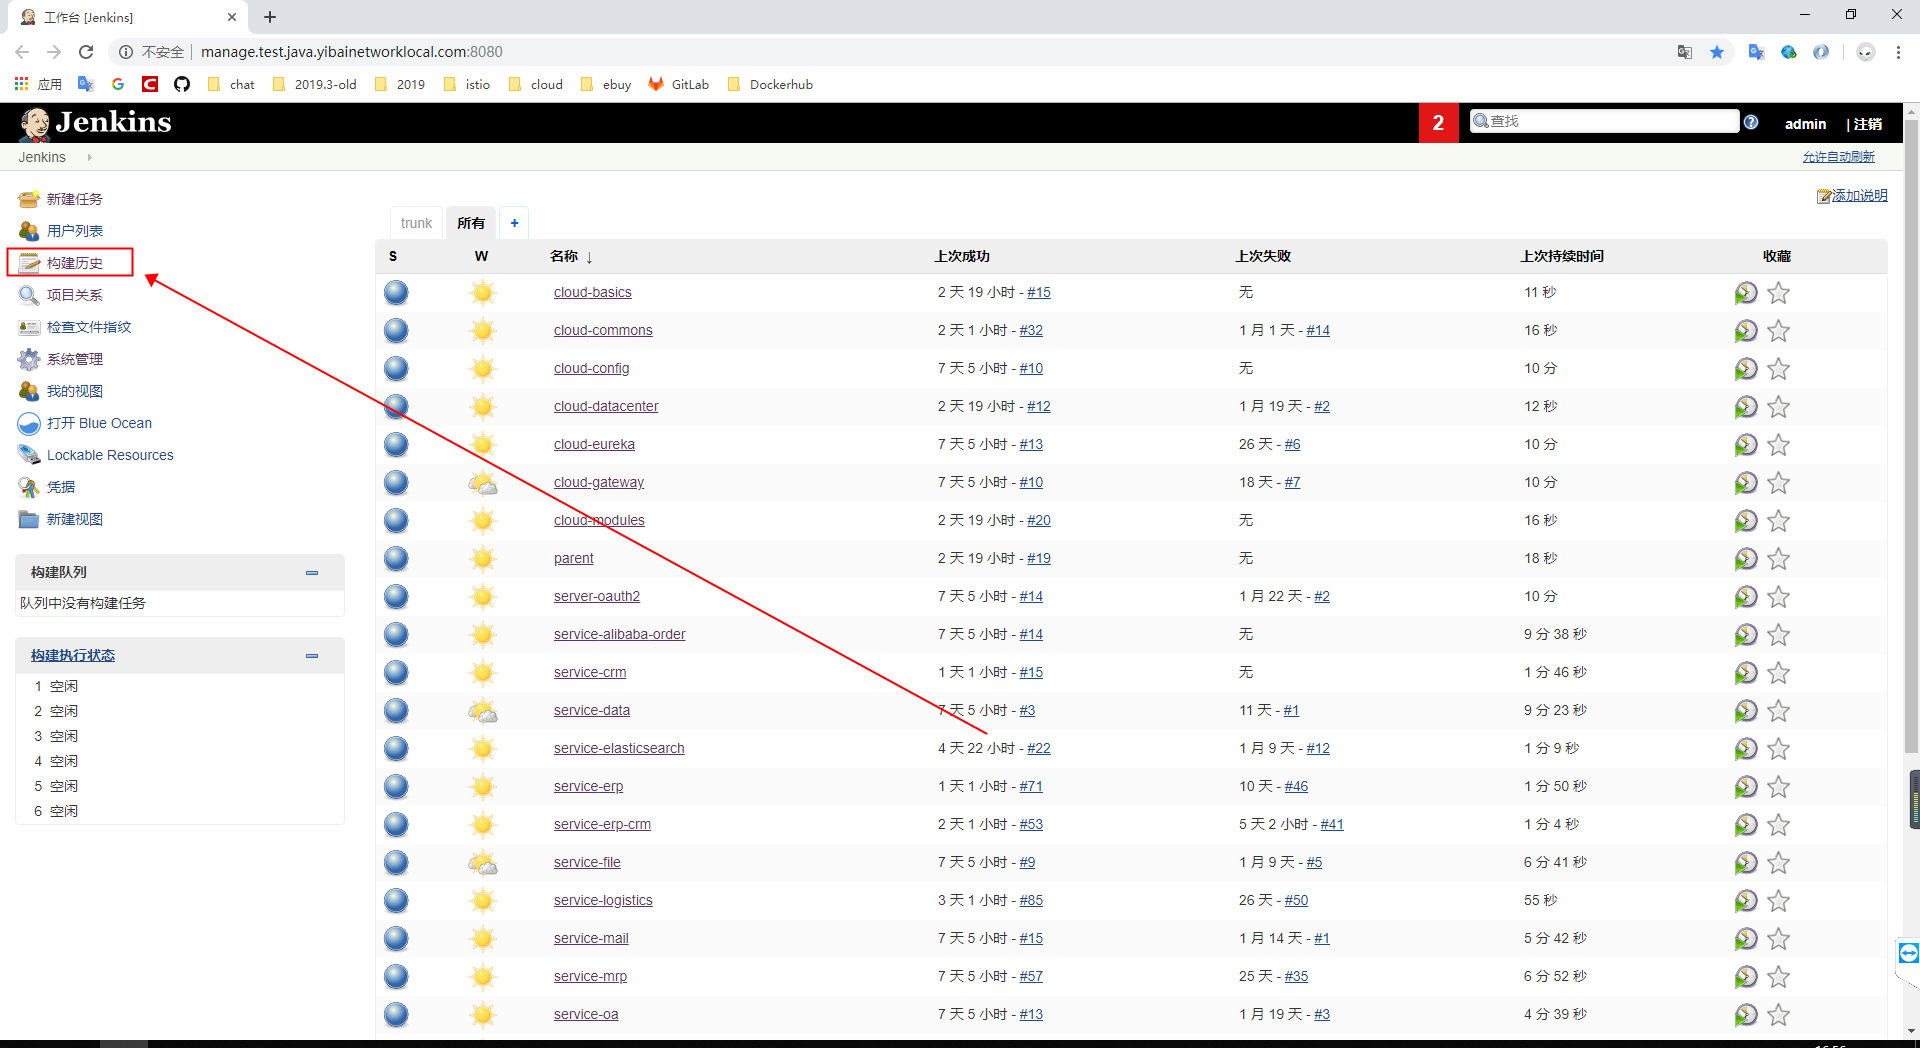 工作台 [Jenkins]
不安全 manage.test.java.yibainetworklocal.com:8080
应用 chat 2019.3-old 2019 istio cloud ebuy GitLab Dockerhub
Jenkins 2 查找 admin | 注销
Jenkins 允许自动刷新
添加说明
新建任务
用户列表
构建历史
项目关系
检查文件指纹
系统管理
我的视图
打开 Blue Ocean
Lockable Resources
凭据
新建视图
构建队列
队列中没有构建任务
构建执行状态
1 空闲
2 空闲
3 空闲
4 空闲
5 空闲
6 空闲
trunk 所有 +
S W 名称 ↓ 上次成功 上次失败 上次持续时间 收藏
cloud-basics 2 天 19 小时 - #15 无 11 秒
cloud-commons 2 天 1 小时 - #32 1 月 1 天 - #14 16 秒
cloud-config 7 天 5 小时 - #10 无 10 分
cloud-datacenter 2 天 19 小时 - #12 1 月 19 天 - #2 12 秒
cloud-eureka 7 天 5 小时 - #13 26 天 - #6 10 分
cloud-gateway 7 天 5 小时 - #10 18 天 - #7 10 分
cloud-modules 2 天 19 小时 - #20 无 16 秒
parent 2 天 19 小时 - #19 无 18 秒
server-oauth2 7 天 5 小时 - #14 1 月 22 天 - #2 10 分
service-alibaba-order 7 天 5 小时 - #14 无 9 分 38 秒
service-crm 1 天 1 小时 - #15 无 1 分 46 秒
service-data 7 天 5 小时 - #3 11 天 - #1 9 分 23 秒
service-elasticsearch 4 天 22 小时 - #22 1 月 9 天 - #12 1 分 9 秒
service-erp 1 天 1 小时 - #71 10 天 - #46 1 分 50 秒
service-erp-crm 2 天 1 小时 - #53 5 天 2 小时 - #41 1 分 4 秒
service-file 7 天 5 小时 - #9 1 月 9 天 - #5 6 分 41 秒
service-logistics 3 天 1 小时 - #85 26 天 - #50 55 秒
service-mail 7 天 5 小时 - #15 1 月 14 天 - #1 5 分 42 秒
service-mrp 7 天 5 小时 - #57 25 天 - #35 6 分 52 秒
service-oa 7 天 5 小时 - #13 1 月 19 天 - #3 4 分 39 秒